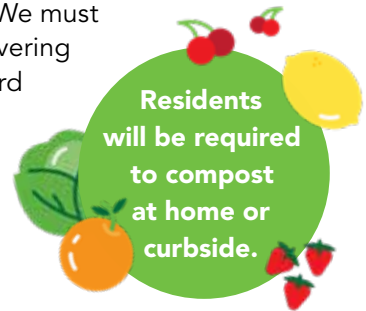 We must
vering
rd
Residents
will be required
to compost
at home or
curbside.